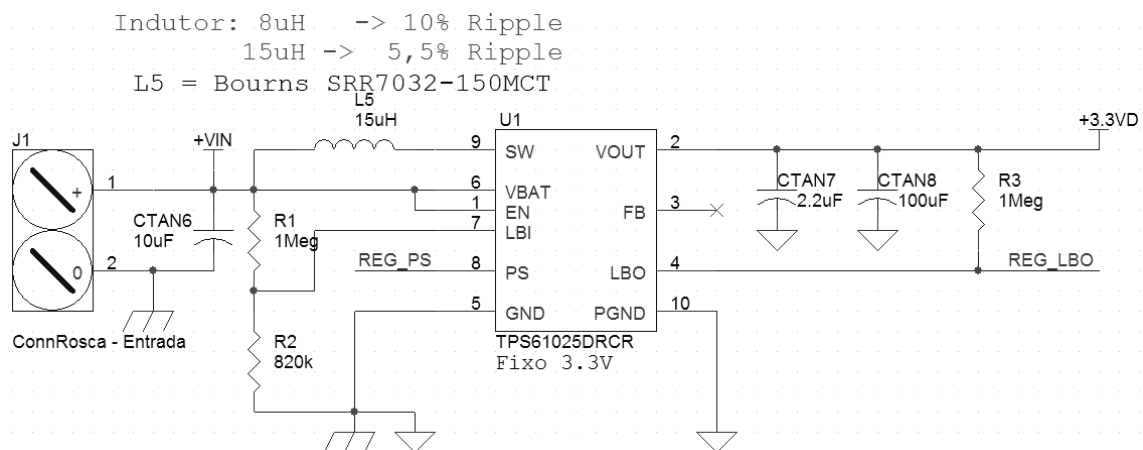 Indutor: 8uH -> 10% Ripple
15uH -> 5,5% Ripple
L5 = Bourns SRR7032-150MCT
L5
15uH
U1
J1
+VIN
+3.3VD
9 SW VOUT 2
1
+
6 VBAT
1 EN
7 LBI
FB 3
CTAN6
10uF
R1
1Meg
CTAN7
2.2uF
CTAN8
100uF
R3
1Meg
2
0
REG_PS
8 PS LBO 4
REG_LBO
5 GND PGND 10
ConnRosca - Entrada
R2
820k
TPS61025DRCR
Fixo 3.3V